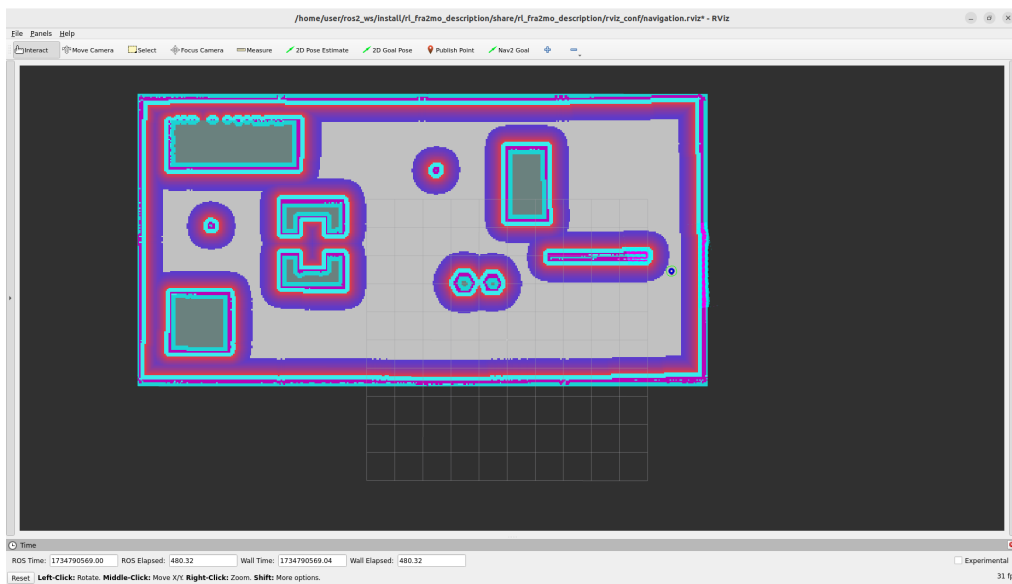 /home/user/ros2_ws/install/rl_fra2mo_description/share/rl_fra2mo_description/rviz_conf/navigation.rviz* - RViz
File Panels Help
Interact Move Camera Select Focus Camera Measure 2D Pose Estimate 2D Goal Pose Publish Point Nav2 Goal
Time
ROS Time: 1734790569.00 ROS Elapsed: 480.32 Wall Time: 1734790569.04 Wall Elapsed: 480.32 Experimental
Reset Left-Click: Rotate. Middle-Click: Move X/Y. Right-Click: Zoom. Shift: More options. 31